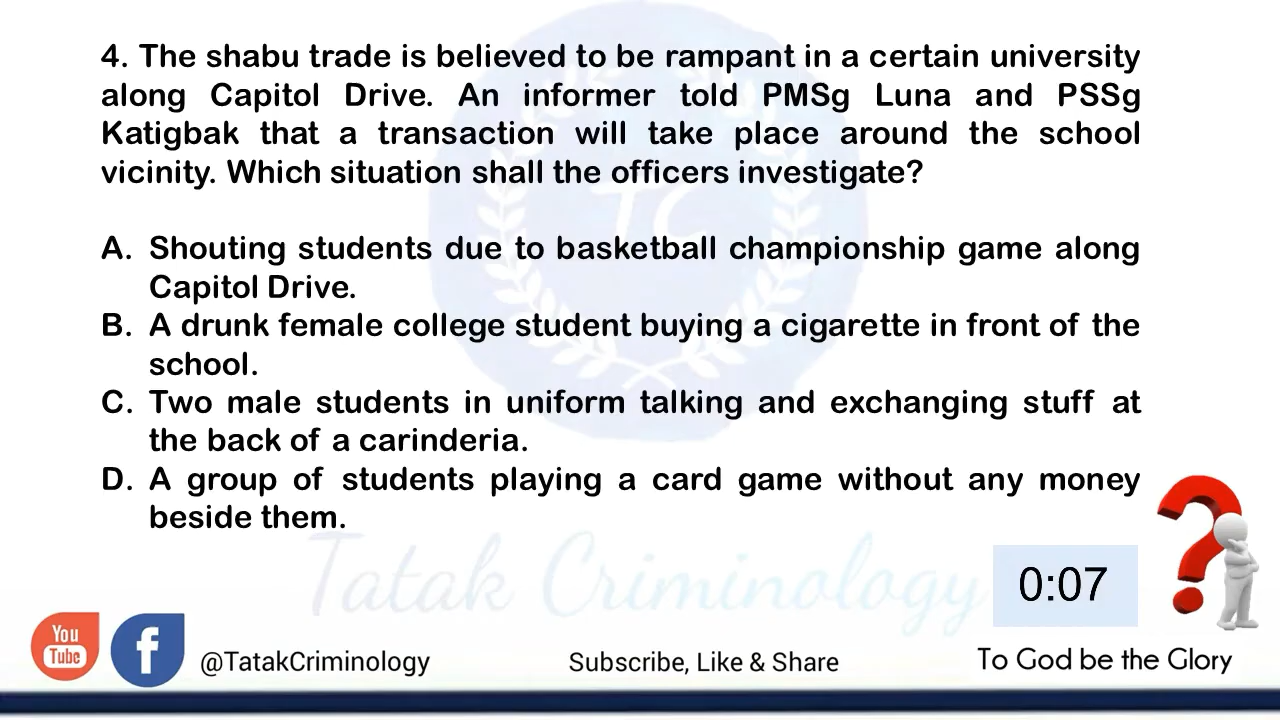 4. The shabu trade is believed to be rampant in a certain university
along Capitol Drive. An informer told PMSg Luna and PSSg
Katigbak that a transaction will take place around the school
vicinity. Which situation shall the officers investigate?
A. Shouting students due to basketball championship game along
Capitol Drive.
B. A drunk female college student buying a cigarette in front of the
school.
C. Two male students in uniform talking and exchanging stuff at
the back of a carinderia.
D. A group of students playing a card game without any money
beside them.
TC
Tatak Criminology
0:07
You
Tube
f
@TatakCriminology
Subscribe, Like & Share
To God be the Glory